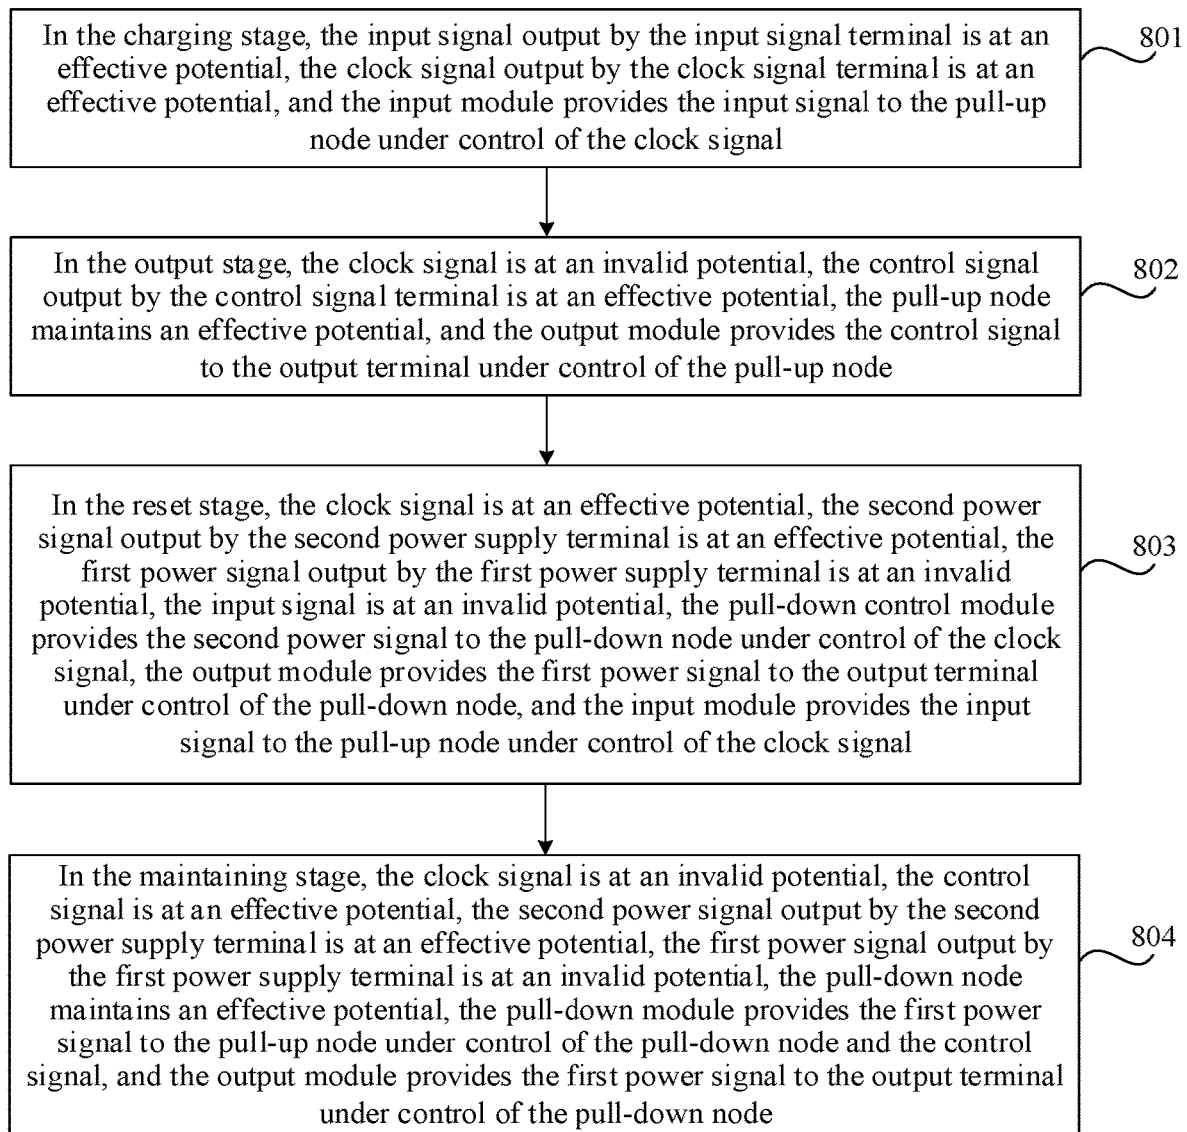 In the charging stage, the input signal output by the input signal terminal is at an
effective potential, the clock signal output by the clock signal terminal is at an
effective potential, and the input module provides the input signal to the pull-up
node under control of the clock signal
801
In the output stage, the clock signal is at an invalid potential, the control signal
output by the control signal terminal is at an effective potential, the pull-up node
maintains an effective potential, and the output module provides the control signal
to the output terminal under control of the pull-up node
802
In the reset stage, the clock signal is at an effective potential, the second power
signal output by the second power supply terminal is at an effective potential, the
first power signal output by the first power supply terminal is at an invalid
potential, the input signal is at an invalid potential, the pull-down control module
provides the second power signal to the pull-down node under control of the clock
signal, the output module provides the first power signal to the output terminal
under control of the pull-down node, and the input module provides the input
signal to the pull-up node under control of the clock signal
803
In the maintaining stage, the clock signal is at an invalid potential, the control
signal is at an effective potential, the second power signal output by the second
power supply terminal is at an effective potential, the first power signal output by
the first power supply terminal is at an invalid potential, the pull-down node
maintains an effective potential, the pull-down module provides the first power
signal to the pull-up node under control of the pull-down node and the control
signal, and the output module provides the first power signal to the output terminal
under control of the pull-down node
804